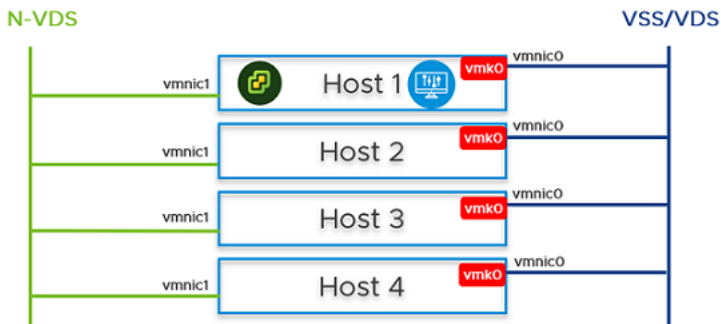 N-VDS
VSS/VDS
vmnic0
vmk0
vmnic1
Host 1
vmnic0
vmk0
vmnic1
Host 2
vmnic0
vmk0
vmnic1
Host 3
vmnic0
vmk0
vmnic1
Host 4